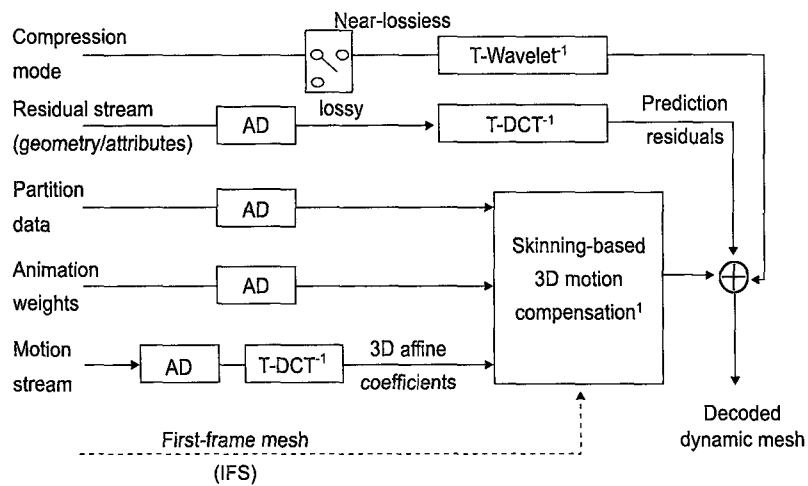 Near-lossiess
Compression
mode
T-Wavelet-1
lossy
Residual stream
(geometry/attributes)
AD
T-DCT-1
Prediction
residuals
Partition
data
AD
Skinning-based
3D motion
compensation1
Animation
weights
AD
Motion
stream
AD
T-DCT-1
3D affine
coefficients
Decoded
dynamic mesh
First-frame mesh
(IFS)